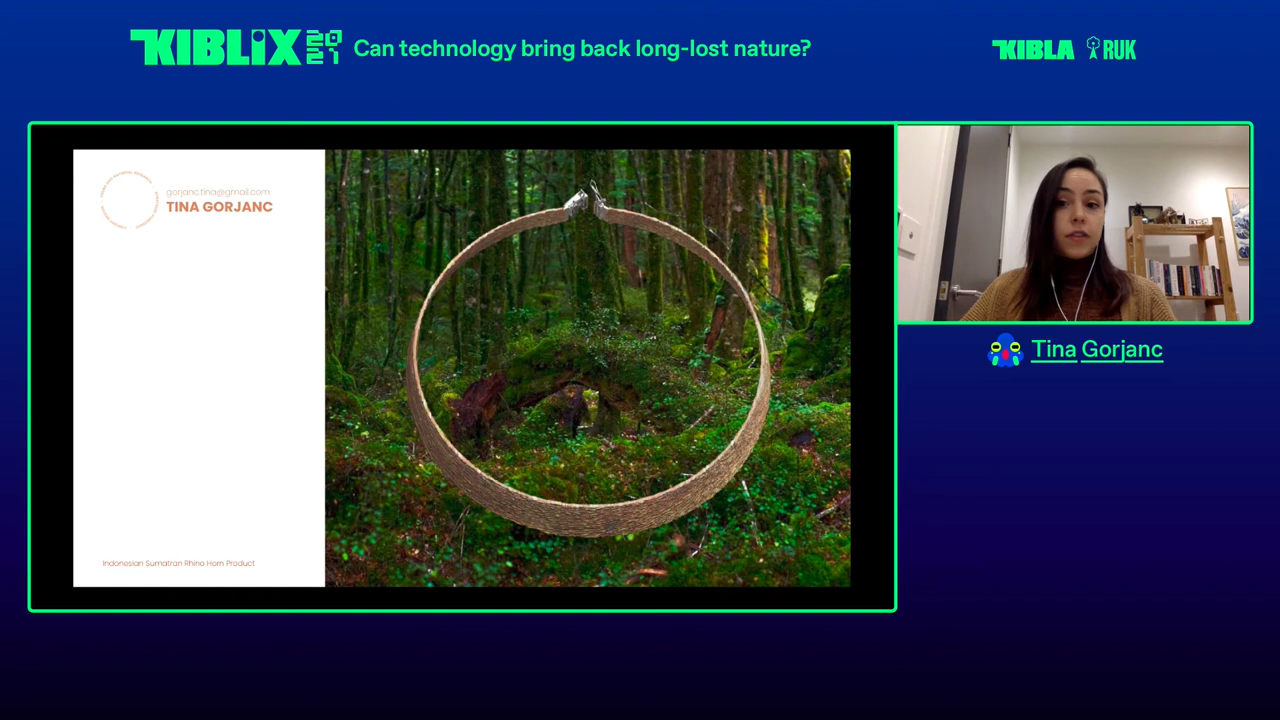 KIBLIX 2021
Can technology bring back long-lost nature?
KIBLA
RUK
gorjanc.tina@gmail.com
TINA GORJANC
Indonesian Sumatran Rhino Horn Product
Tina Gorjanc